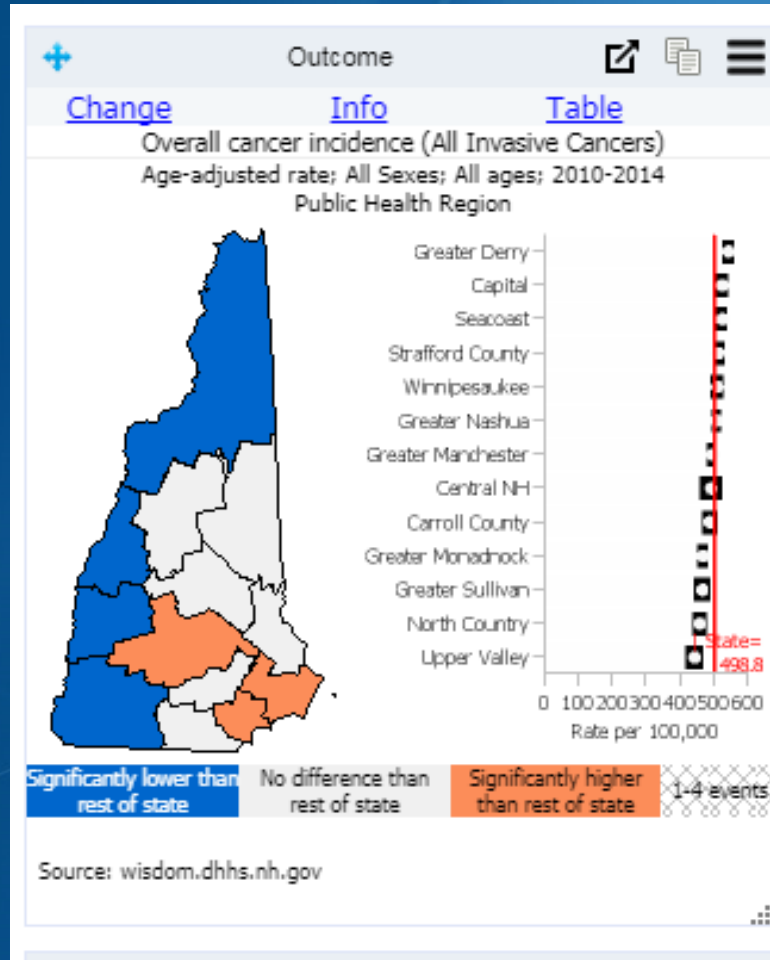 Outcome
Change Info Table
Overall cancer incidence (All Invasive Cancers)
Age-adjusted rate; All Sexes; All ages; 2010-2014
Public Health Region
Greater Derry
Capital
Seacoast
Strafford County
Winnipesaukee
Greater Nashua
Greater Manchester
Central NH
Carroll County
Greater Monadnock
Greater Sullivan
North Country
Upper Valley
State=
498.8
0 100 200 300 400 500 600
Rate per 100,000
Significantly lower than
rest of state
No difference than
rest of state
Significantly higher
than rest of state
1-4 events
Source: wisdom.dhhs.nh.gov